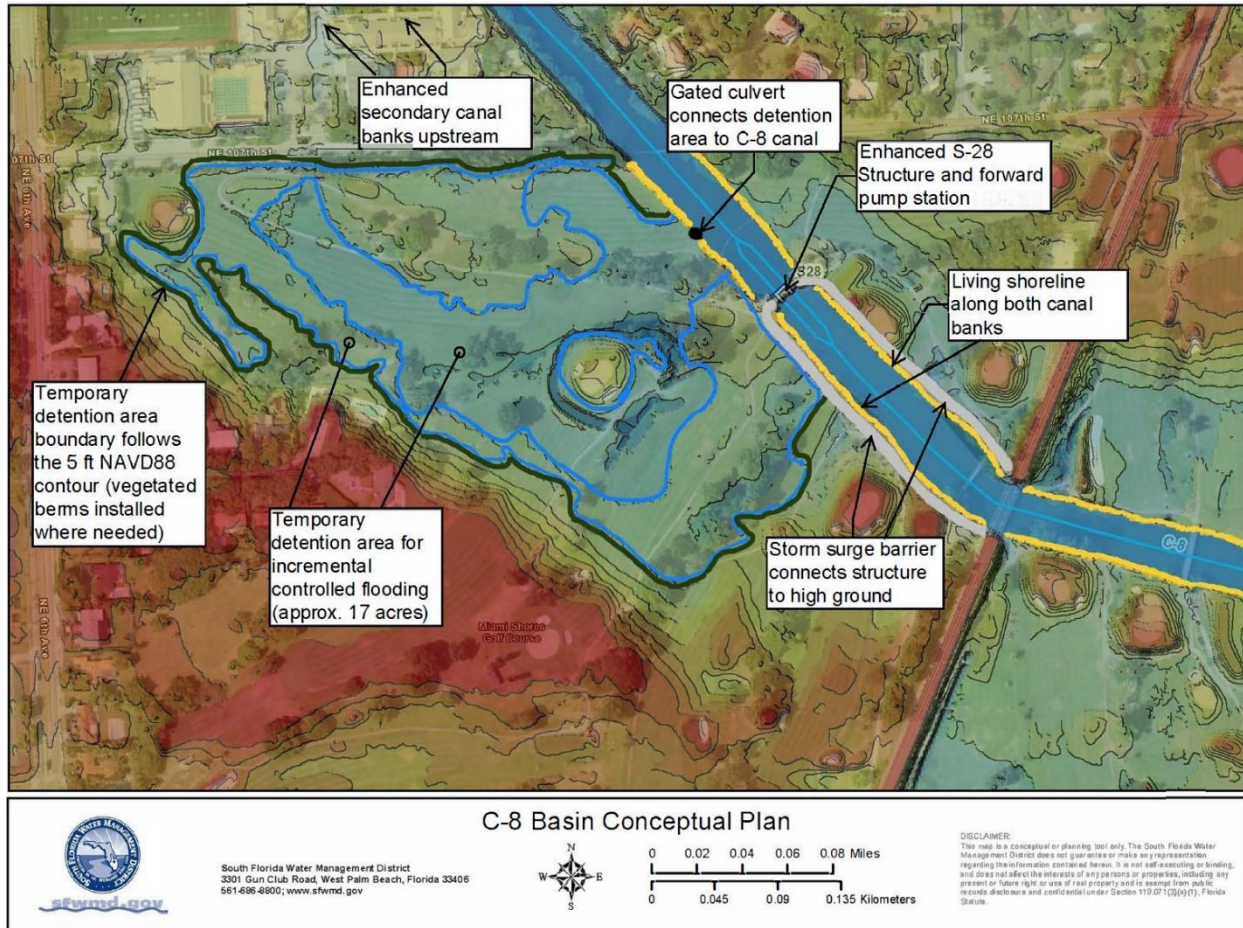 Enhanced
secondary canal
banks upstream
Gated culvert
connects detention
area to C-8 canal
Enhanced S-28
Structure and forward
pump station
NE 107th St
NE 107th St
07th St
NE 6th Ave
S28
Living shoreline
along both canal
banks
Temporary
detention area
boundary follows
the 5 ft NAVD88
contour (vegetated
berms installed
where needed)
Temporary
detention area for
incremental
controlled flooding
(approx. 17 acres)
Storm surge barrier
connects structure
to high ground
C-8
Miami Shores
Golf Course
NE 6th Ave
C-8 Basin Conceptual Plan
SOUTH FLORIDA WATER MANAGEMENT DISTRICT
sfwmd.gov
South Florida Water Management District
3301 Gun Club Road, West Palm Beach, Florida 33406
561-686-8800; www.sfwmd.gov
N
W E
S
0 0.02 0.04 0.06 0.08 Miles
0 0.045 0.09 0.135 Kilometers
DISCLAIMER:
This map is a conceptual or planning tool only. The South Florida Water
Management District does not guarantee or make any representation
regarding the information contained herein. It is not self-executing or binding,
and does not affect the interests of any persons or properties, including any
present or future right or use of real property and is exempt from public
records disclosure and confidential under Section 119.071(3)(a)(1), Florida
Statute.